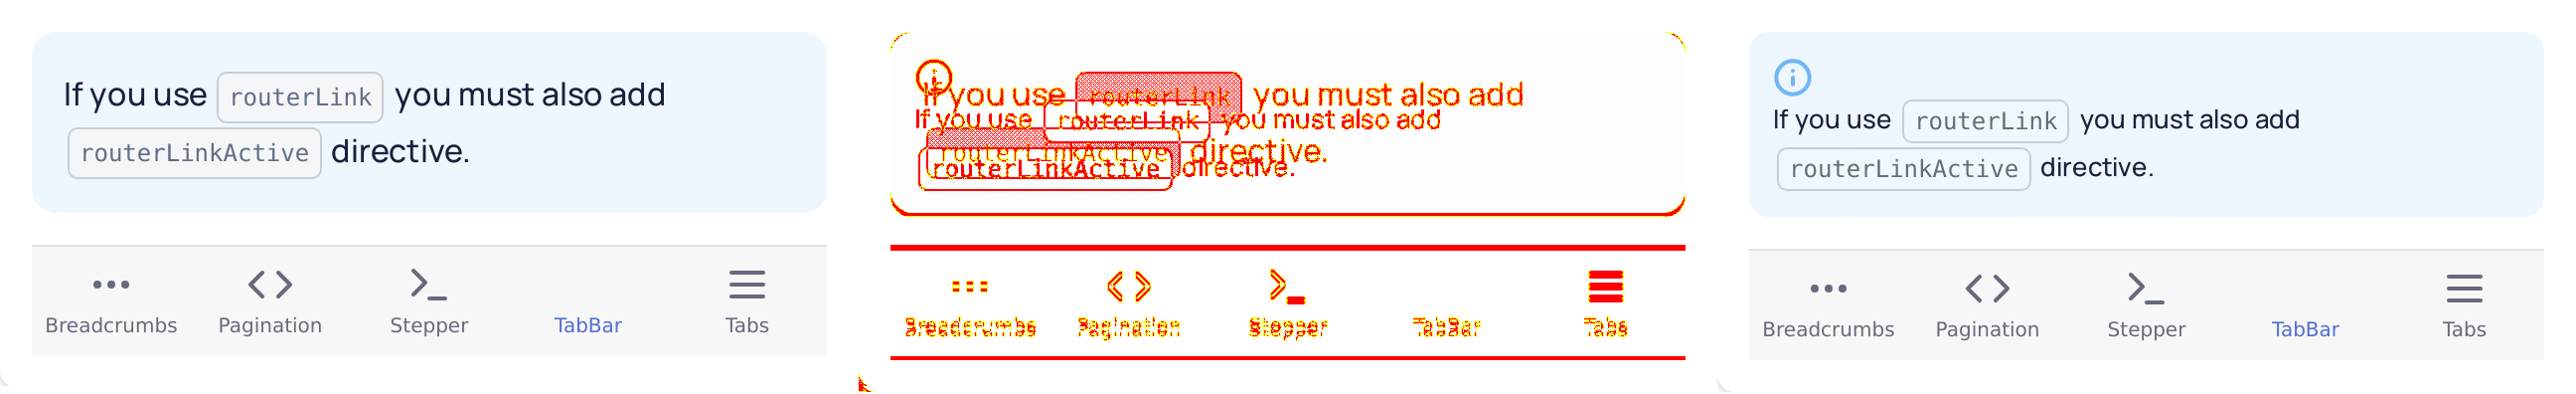 If you use routerLink you must also add
routerLinkActive directive.
Breadcrumbs Pagination Stepper TabBar Tabs
If you use routerLink you must also add
If you use routerLink you must also add
routerLinkActive directive.
routerLinkActive directive.
Breadcrumbs Pagination Stepper TabBar Tabs
If you use routerLink you must also add
routerLinkActive directive.
Breadcrumbs Pagination Stepper TabBar Tabs